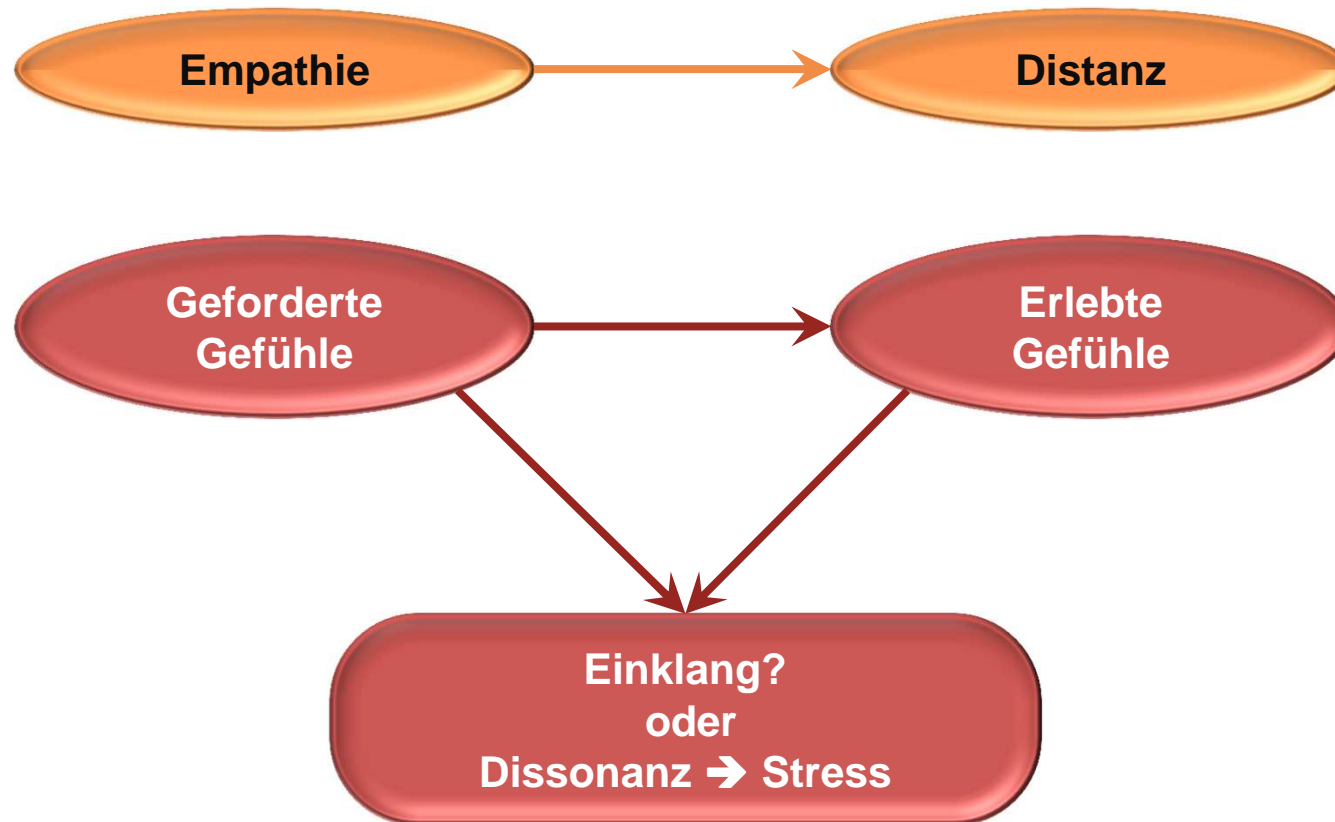 Empathie
Distanz
Geforderte
Gefühle
Erlebte
Gefühle
Einklang?
oder
Dissonanz ➔ Stress